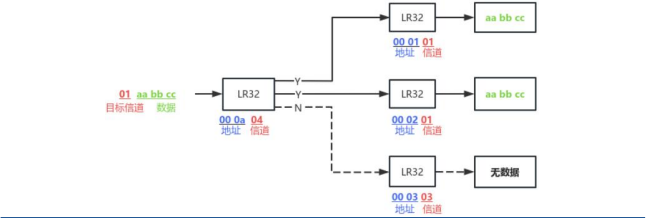 LR32
aa bb cc
00 01 01
地址 信道
Y
01 aa bb cc
目标信道 数据
LR32
Y
LR32
aa bb cc
N
00 0a 04
地址 信道
00 02 01
地址 信道
LR32
无数据
00 03 03
地址 信道